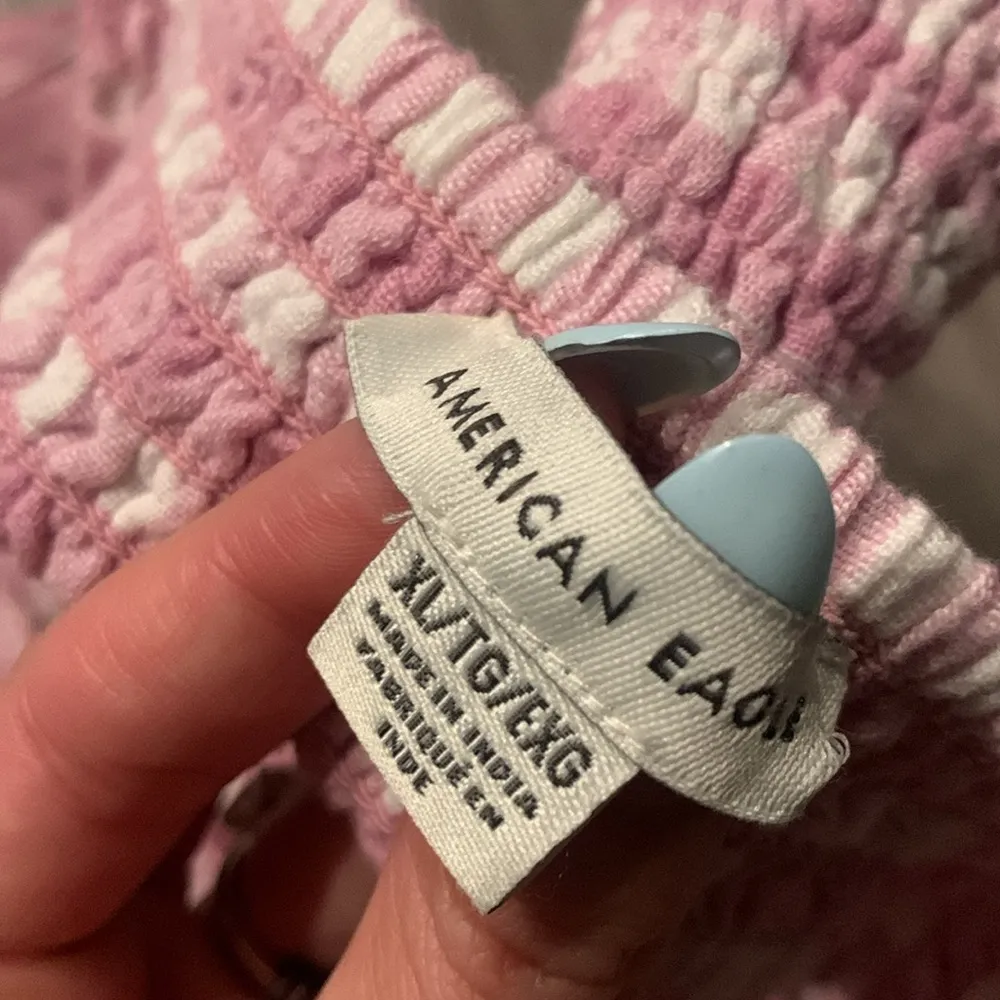 AMERICAN EAGLE
XL/TG/EXG
MADE IN INDIA
FABRIQUÉ EN
INDE